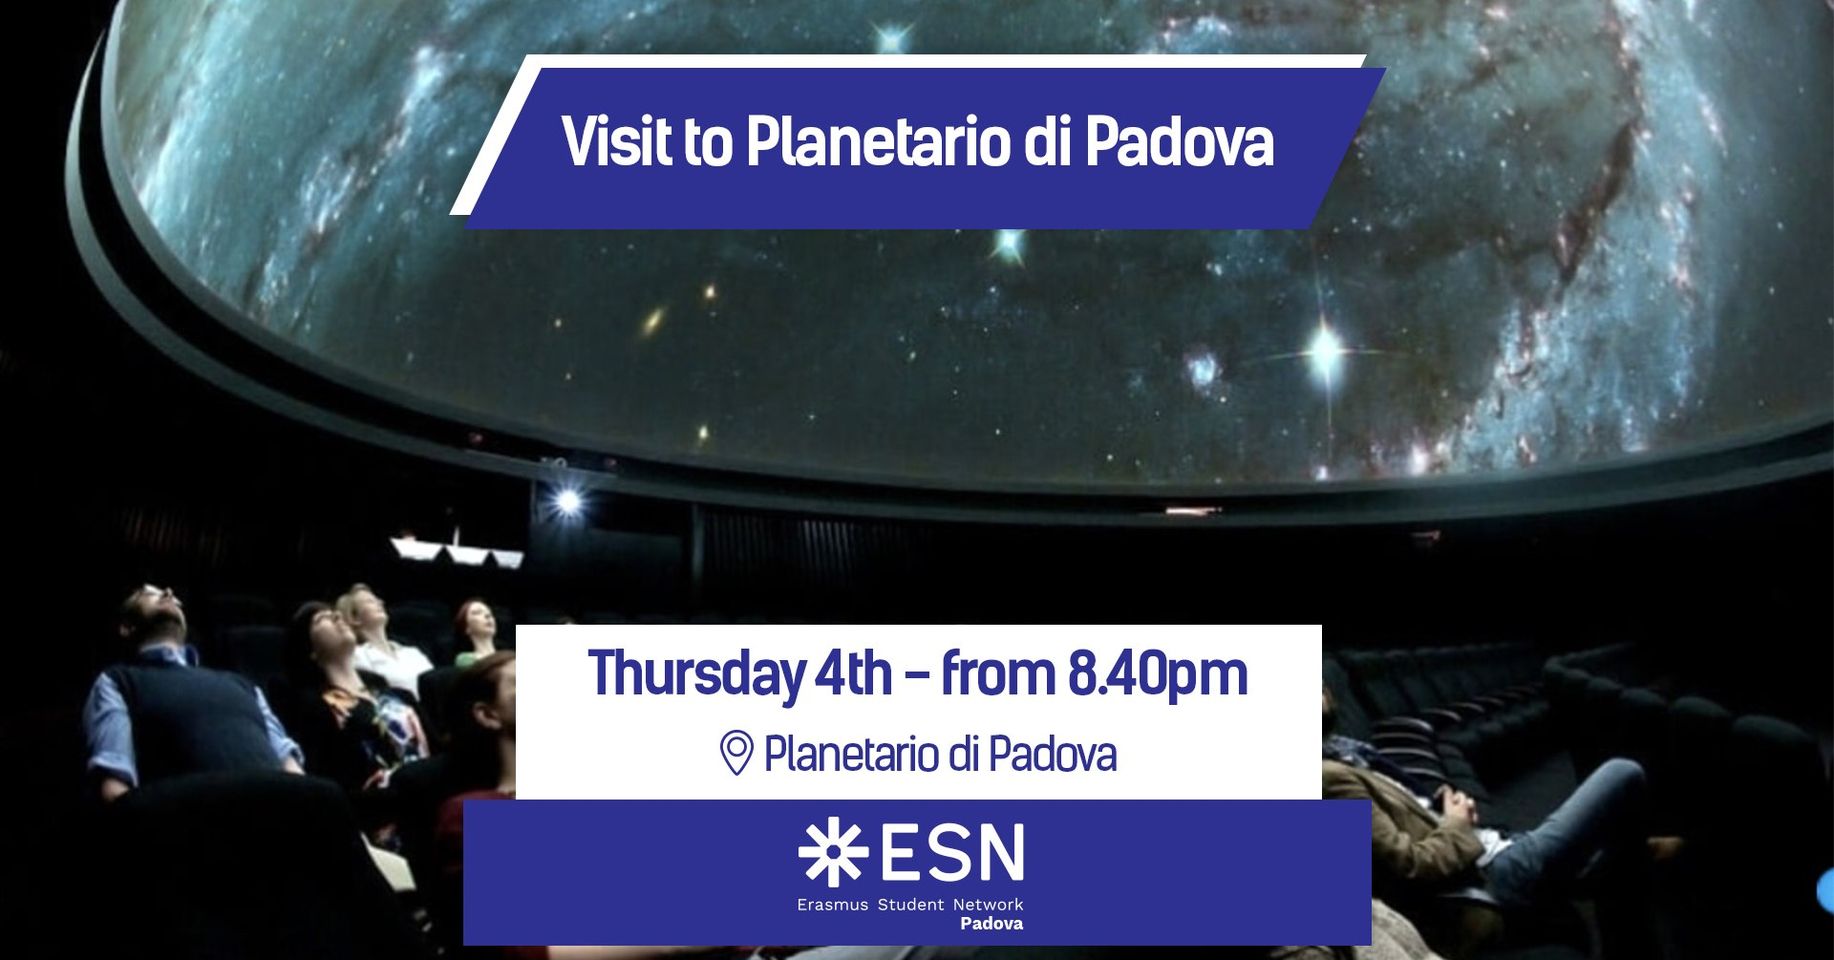 Visit to Planetario di Padova
Thursday 4th – from 8.40pm
Planetario di Padova
ESN
Erasmus Student Network
Padova